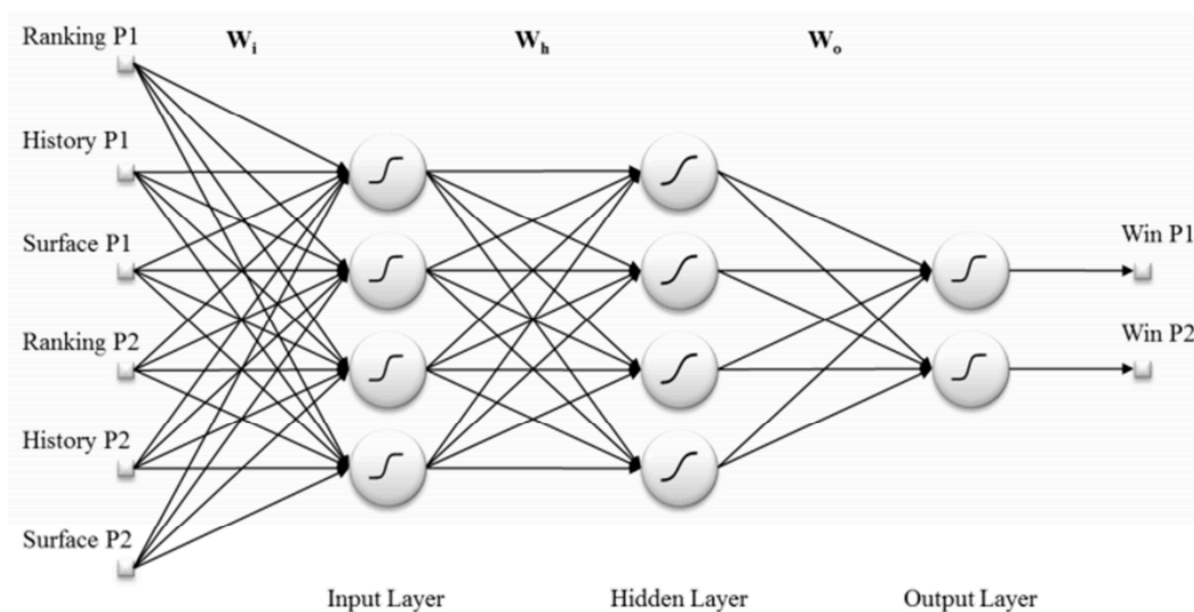 Ranking P1
W_i
W_h
W_o
History P1
Surface P1
Win P1
Ranking P2
Win P2
History P2
Surface P2
Input Layer
Hidden Layer
Output Layer